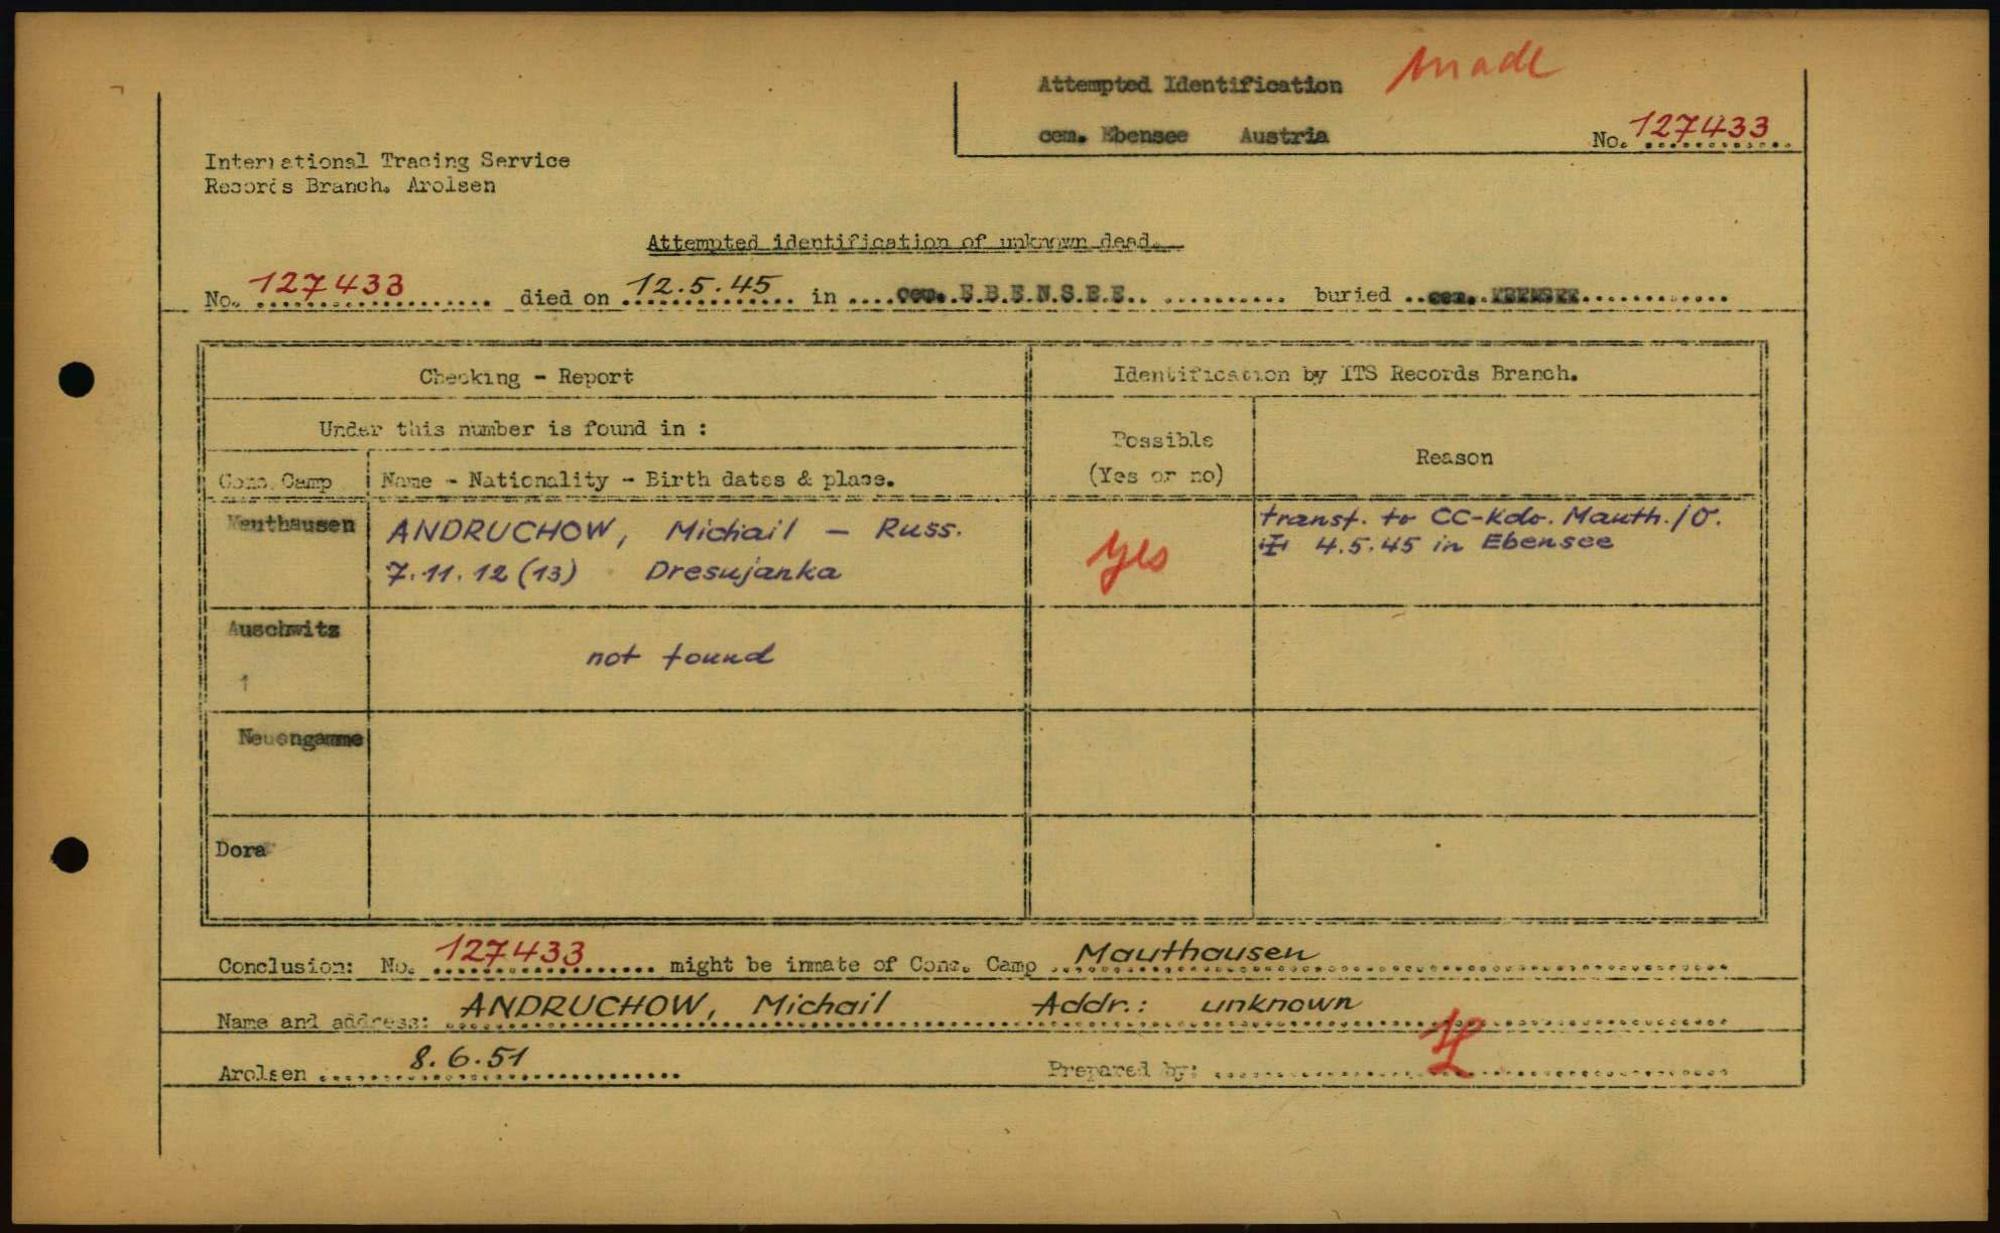 Attempted Identification made
cem. Ebensee Austria
No. 127433
International Tracing Service
Records Branch. Arolsen
Attempted identification of unknown dead.
No. 127433 died on 12.5.45 in cem. E.B.E.N.S.E.E. buried cem. EBENSEE
Checking - Report
Identification by ITS Records Branch.
Under this number is found in :
Possible
(Yes or no)
Reason
Conc. Camp
Name - Nationality - Birth dates & place.
Mauthausen
ANDRUCHOW, Michail - Russ.
7.11.12 (13) Dresujanka
yes
transf. to CC-Kdo. Mauth./O.
4.5.45 in Ebensee
Auschwitz
1
not found
Neuengamme
Dora
Conclusion: No. 127433 might be inmate of Conc. Camp Mauthausen
Name and address: ANDRUCHOW, Michail Addr.: unknown
Arolsen 8.6.51
Prepared by: